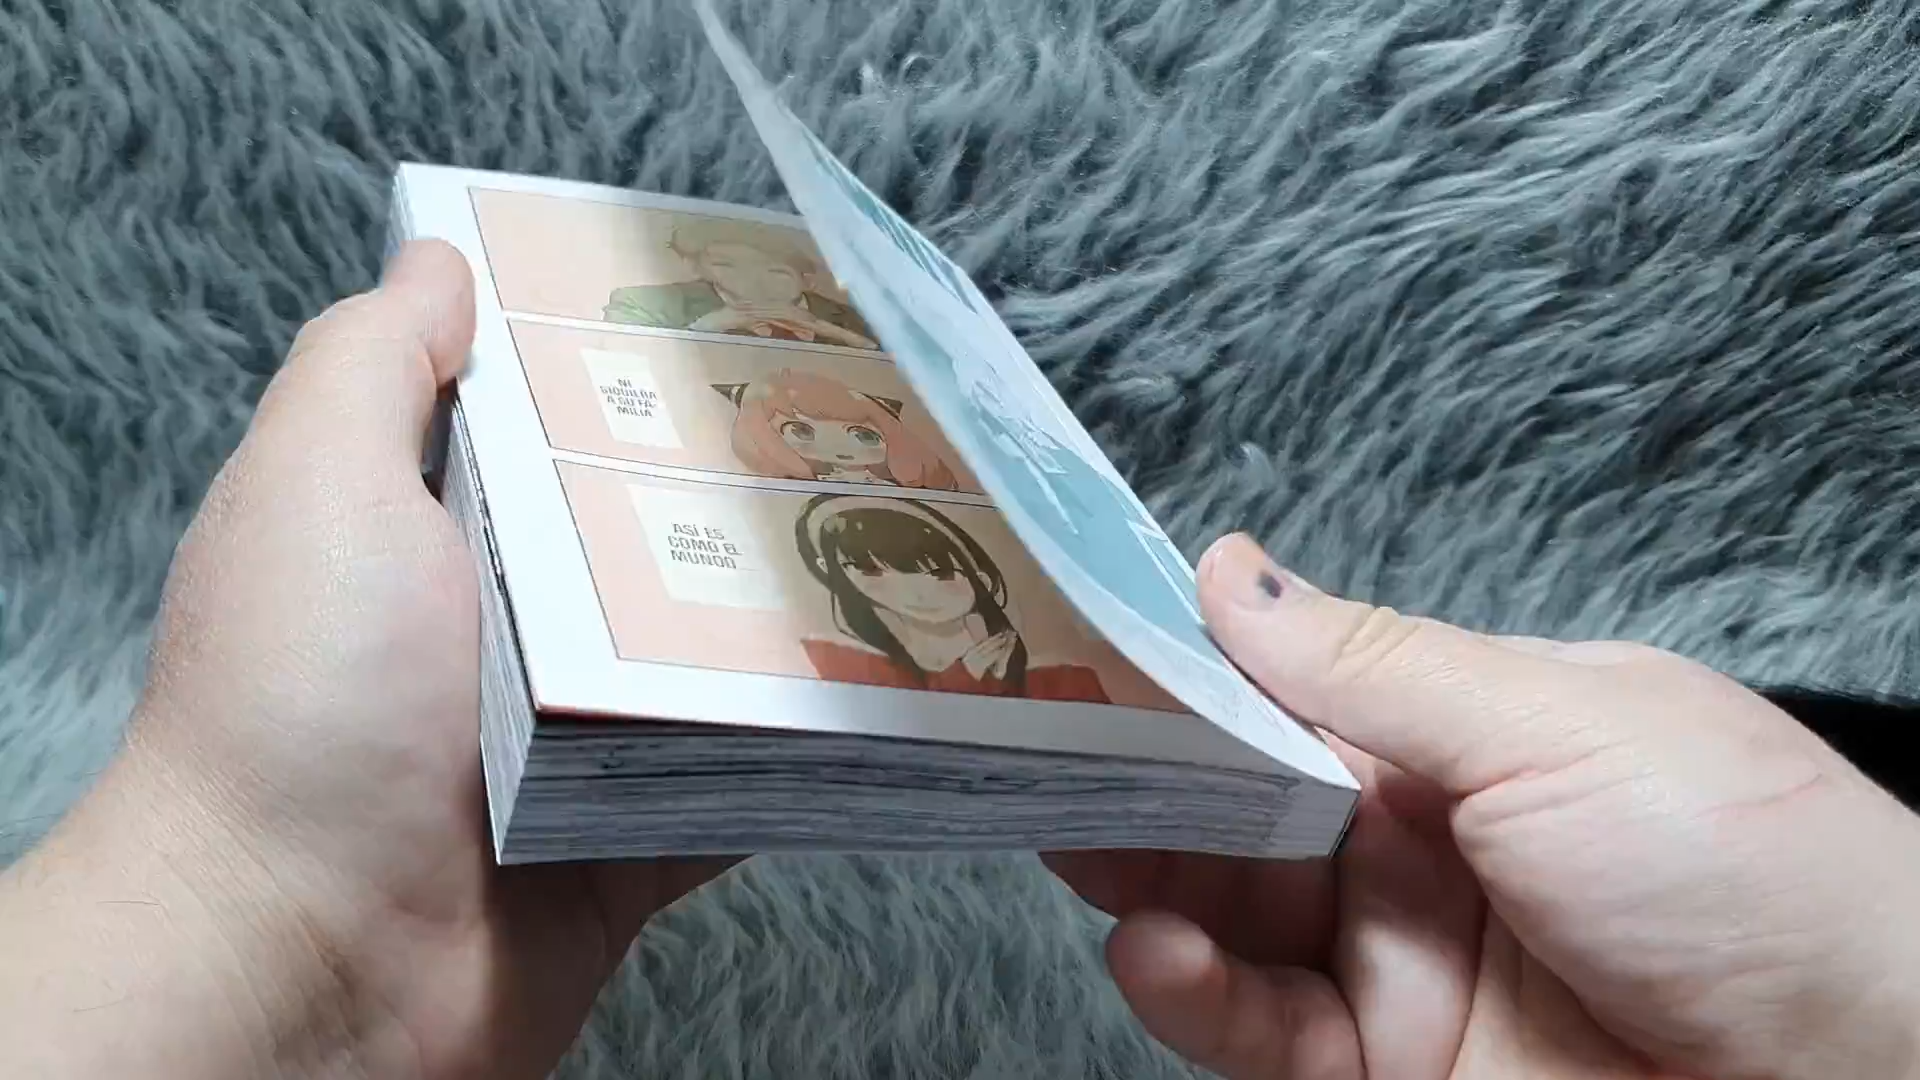 NI
SIQUIERA
A SU FA-
MILIA.
ASÍ ES
COMO EL
MUNDO